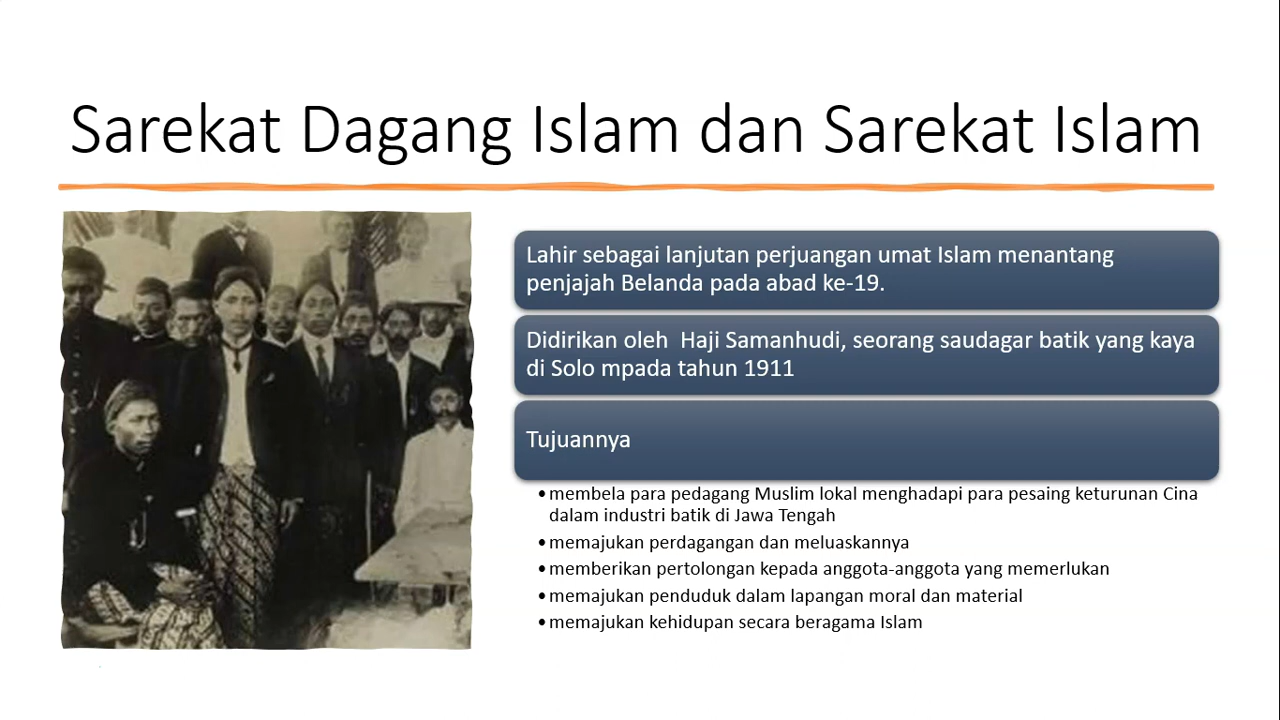 Sarekat Dagang Islam dan Sarekat Islam
Lahir sebagai lanjutan perjuangan umat Islam menantang
penjajah Belanda pada abad ke-19.
Didirikan oleh  Haji Samanhudi, seorang saudagar batik yang kaya
di Solo mpada tahun 1911
Tujuannya
•membela para pedagang Muslim lokal menghadapi para pesaing keturunan Cina
dalam industri batik di Jawa Tengah
•memajukan perdagangan dan meluaskannya
•memberikan pertolongan kepada anggota-anggota yang memerlukan
•memajukan penduduk dalam lapangan moral dan material
•memajukan kehidupan secara beragama Islam